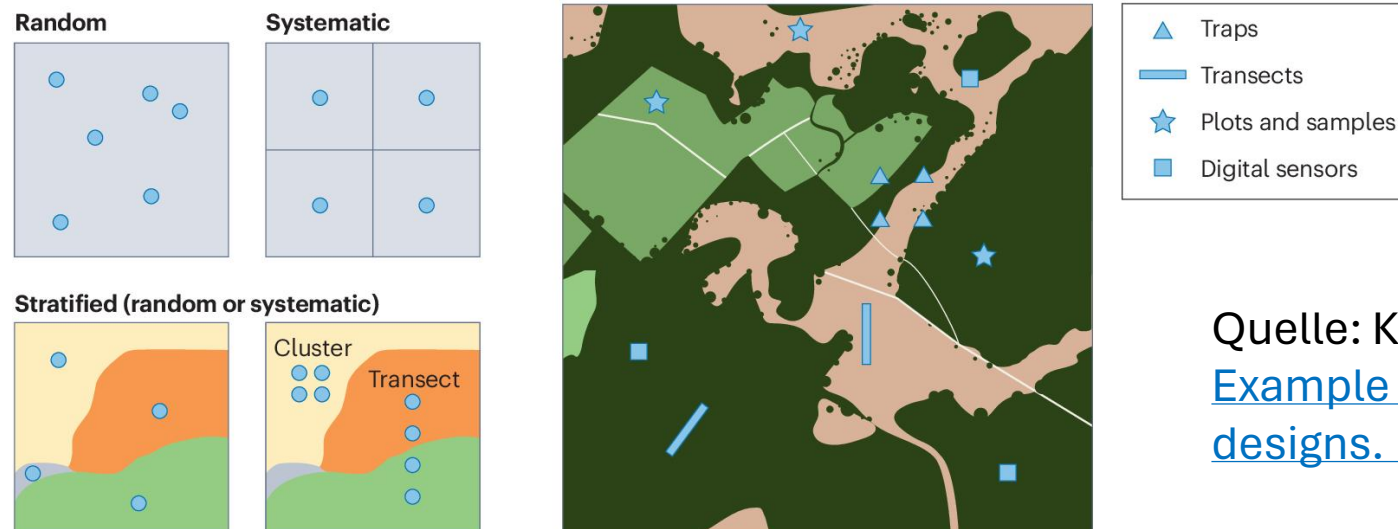 Random
Systematic
Stratified (random or systematic)
Cluster
Transect
Traps
Transects
Plots and samples
Digital sensors
Quelle: K
Example
designs.